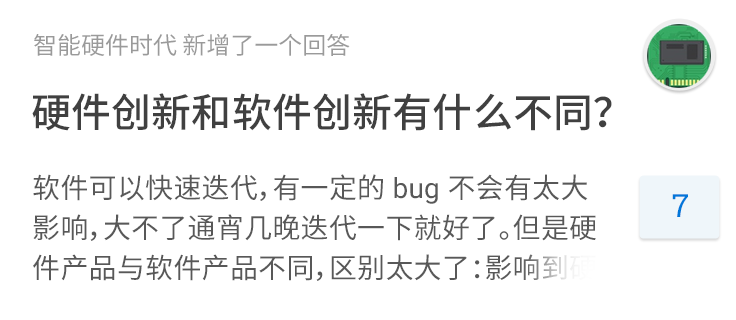 智能硬件时代 新增了一个回答
硬件创新和软件创新有什么不同？
软件可以快速迭代，有一定的 bug 不会有太大
影响，大不了通宵几晚迭代一下就好了。但是硬
件产品与软件产品不同，区别太大了：影响到硬
7